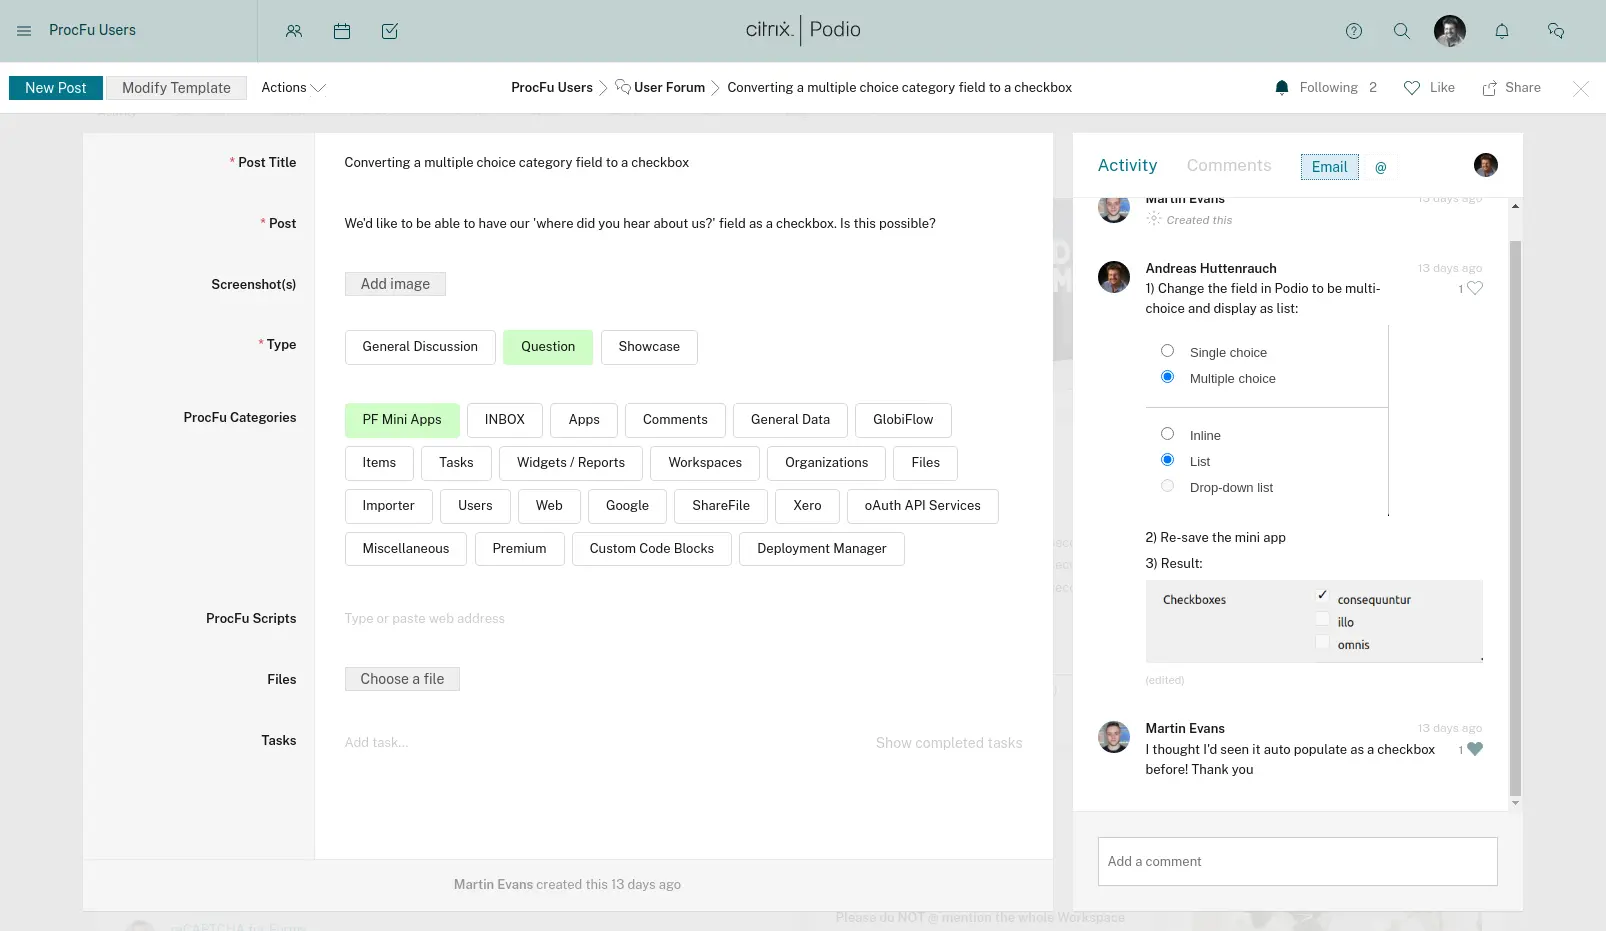 ProcFu Users
citrix | Podio
New Post
Modify Template
Actions
ProcFu Users
User Forum
Converting a multiple choice category field to a checkbox
Following 2
Like
Share
* Post Title
Converting a multiple choice category field to a checkbox
* Post
We'd like to be able to have our 'where did you hear about us?' field as a checkbox. Is this possible?
Screenshot(s)
Add image
* Type
General Discussion
Question
Showcase
ProcFu Categories
PF Mini Apps
INBOX
Apps
Comments
General Data
GlobiFlow
Items
Tasks
Widgets / Reports
Workspaces
Organizations
Files
Importer
Users
Web
Google
ShareFile
Xero
oAuth API Services
Miscellaneous
Premium
Custom Code Blocks
Deployment Manager
ProcFu Scripts
Type or paste web address
Files
Choose a file
Tasks
Add task...
Show completed tasks
Martin Evans created this 13 days ago
Activity
Comments
Email
@
Martin Evans
13 days ago
Created this
Andreas Huttenrauch
13 days ago
1) Change the field in Podio to be multi-
1
choice and display as list:
Single choice
Multiple choice
Inline
List
Drop-down list
2) Re-save the mini app
3) Result:
Checkboxes
consequuntur
illo
omnis
(edited)
Martin Evans
13 days ago
I thought I'd seen it auto populate as a checkbox
1
before! Thank you
Add a comment
Please do NOT @ mention the whole Workspace